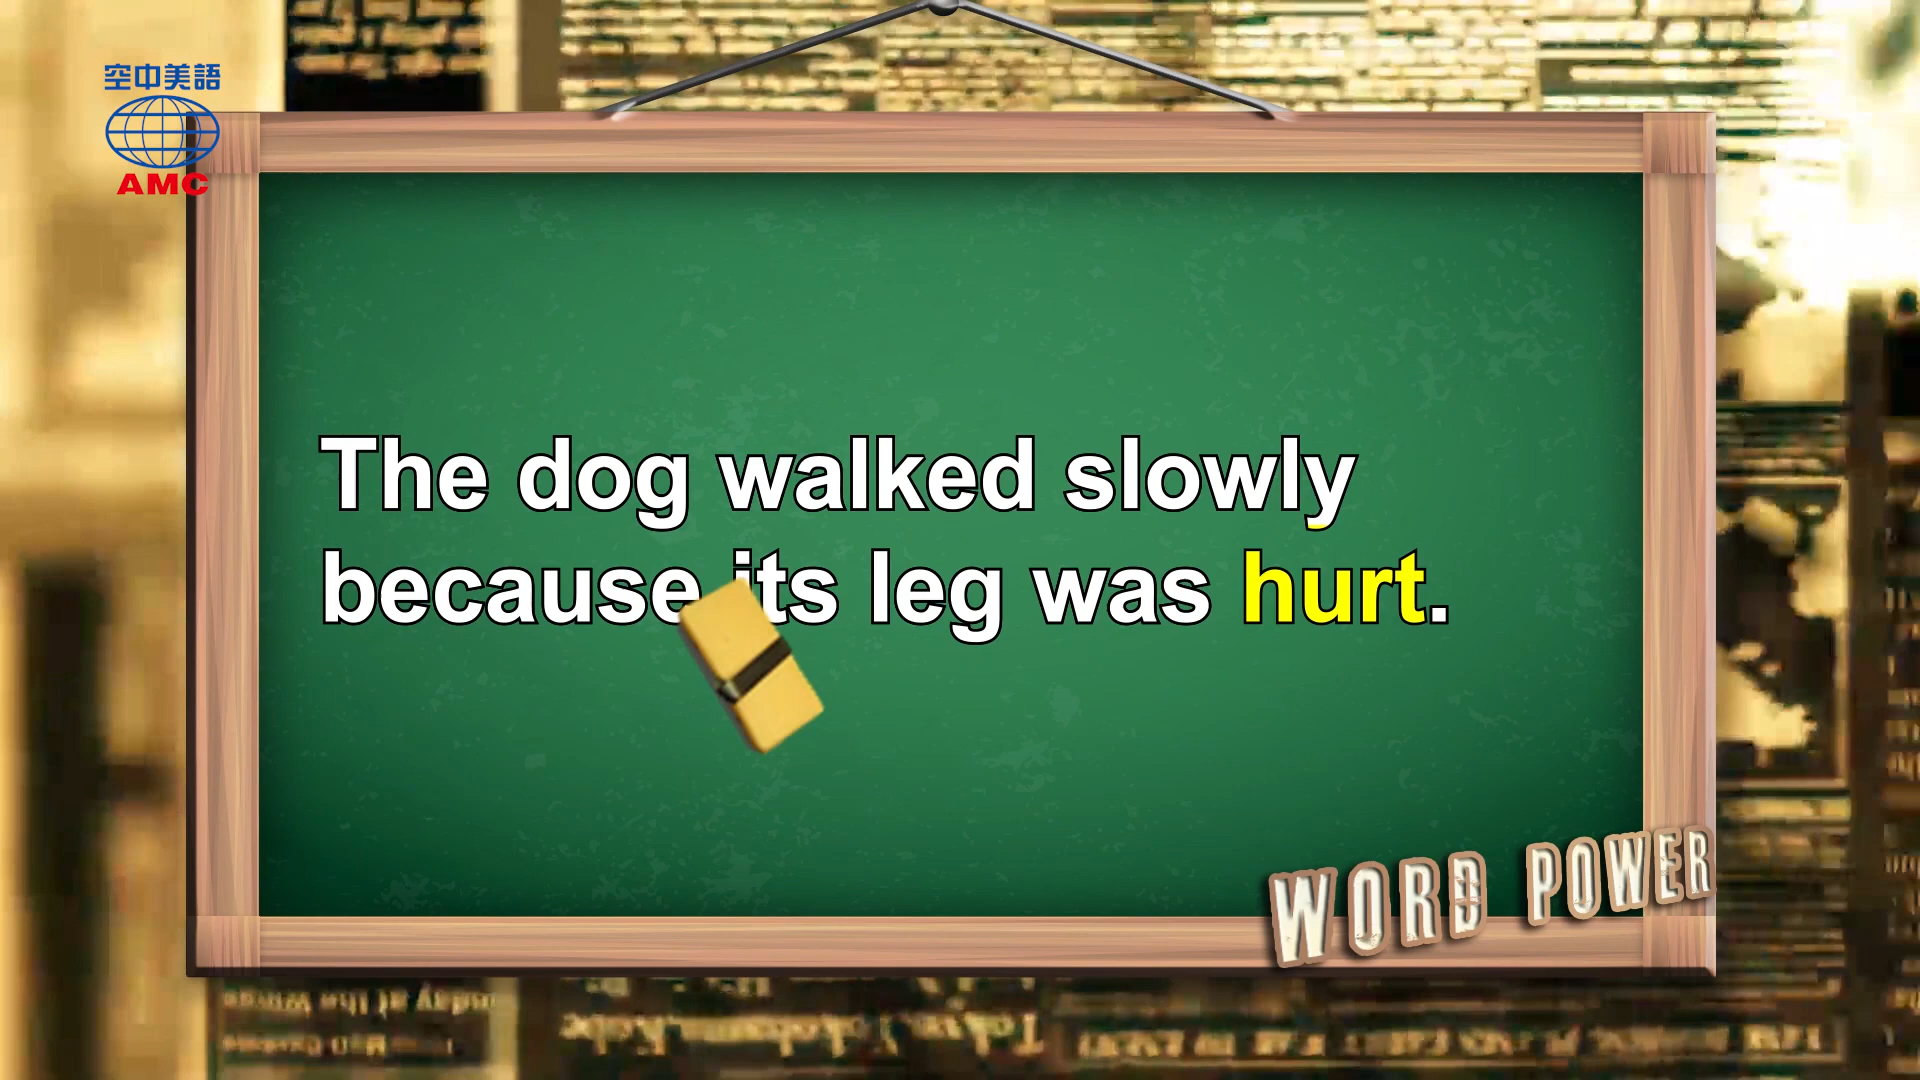 空中美語
AMC
The dog walked slowly
because its leg was hurt.
WORD POWER